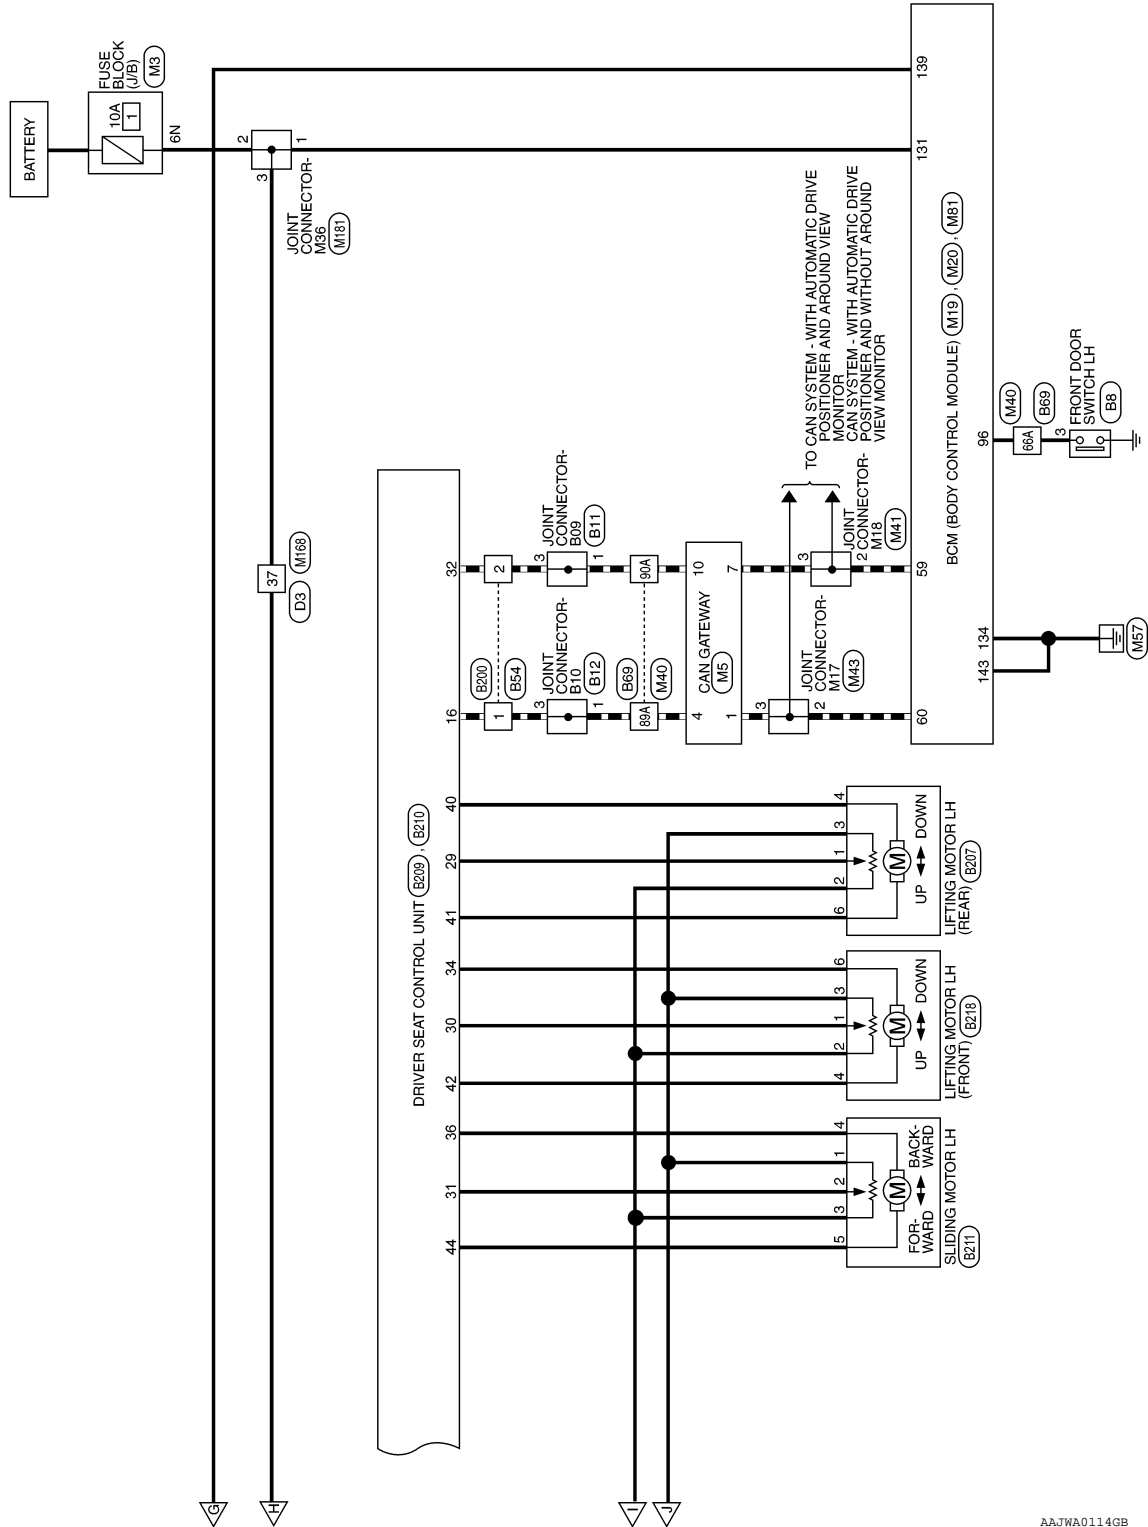 BATTERY
FUSE
BLOCK
(J/B)
M3
10A
1
6N
2
1
3
JOINT
CONNECTOR-
M36
M181
139
131
37
M168
D3
G
H
I
J
TO CAN SYSTEM - WITH AUTOMATIC DRIVE
POSITIONER AND AROUND VIEW
MONITOR
CAN SYSTEM - WITH AUTOMATIC DRIVE
POSITIONER AND WITHOUT AROUND
VIEW MONITOR
BCM (BODY CONTROL MODULE) M19 , M20 , M81
96
M40
66A
B69
3
FRONT DOOR
SWITCH LH
B8
59
60
134
143
M57
DRIVER SEAT CONTROL UNIT B209 , B210
32
2
3
JOINT
CONNECTOR-
B09
B11
1
90A
10
7
3
JOINT
CONNECTOR-
M18
M41
2
16
B200
1
B54
3
JOINT
CONNECTOR-
B10
B12
1
B69
89A
M40
4
1
CAN GATEWAY
M5
3
JOINT
CONNECTOR-
M17
M43
2
40
29
41
34
30
42
36
31
44
4
3
1
2
6
M
UP
DOWN
LIFTING MOTOR LH
(REAR) B207
6
3
1
2
4
M
UP
DOWN
LIFTING MOTOR LH
(FRONT) B218
4
1
2
3
5
M
FOR-
WARD
BACK-
WARD
SLIDING MOTOR LH
B211
AAJWA0114GB